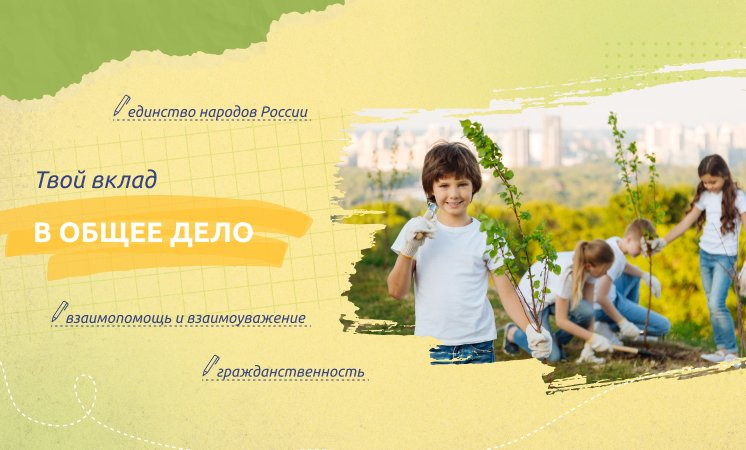 единство народов России
Твой вклад
В ОБЩЕЕ ДЕЛО
взаимопомощь и взаимоуважение
гражданственность